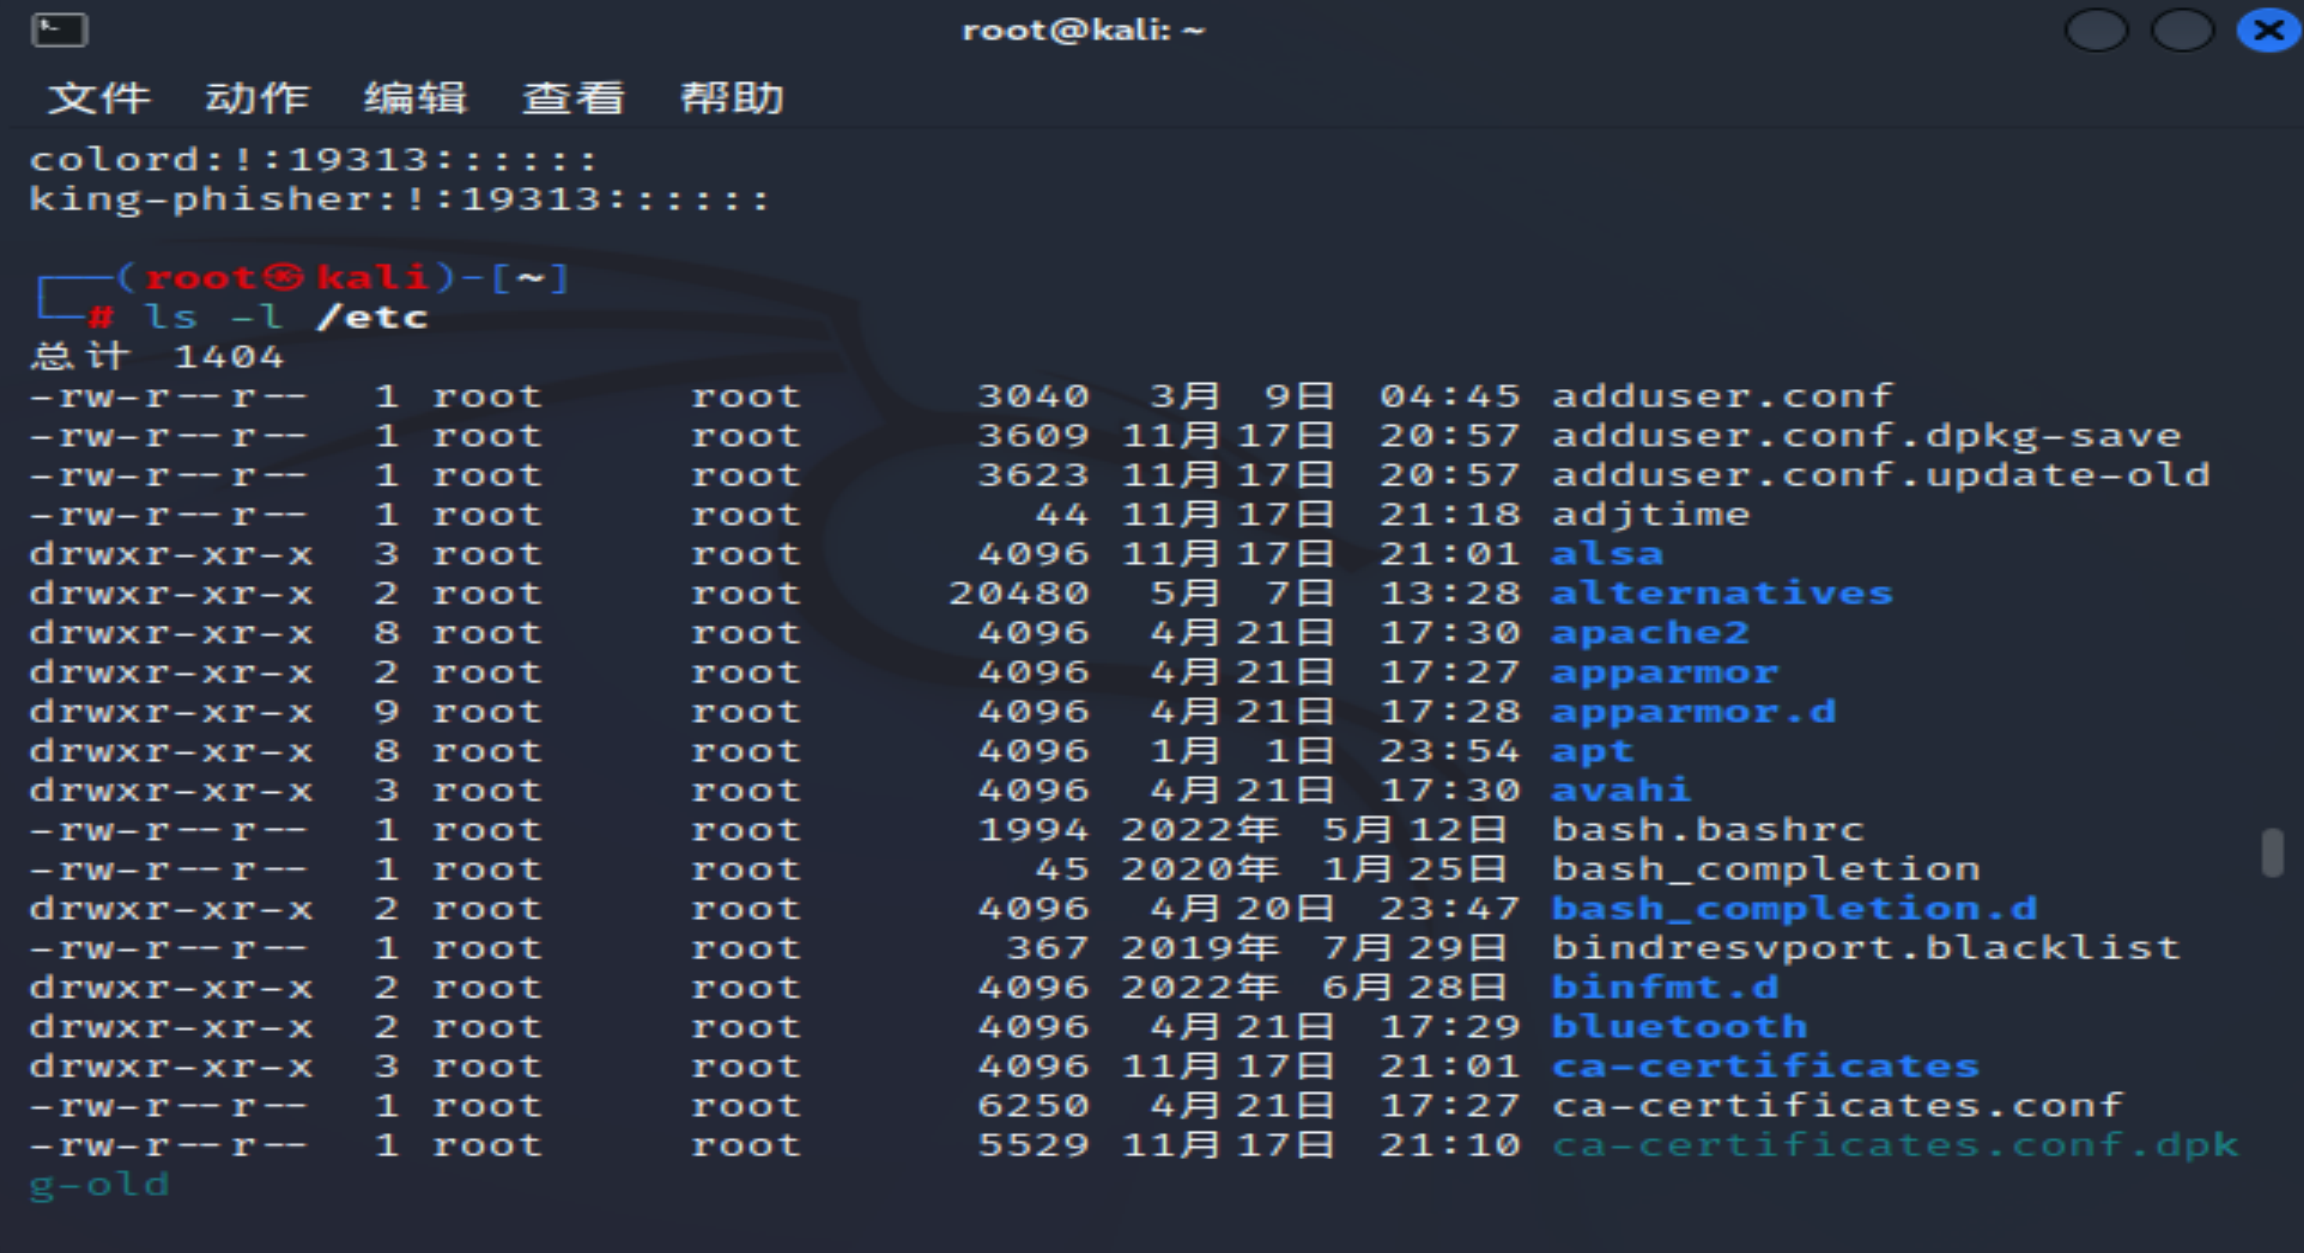 root@kali: ~
文件 动作 编辑 查看 帮助
colord:!:19313::::::
king-phisher:!:19313::::::
┌──(root㉿kali)-[~]
└─# ls -l /etc
总计 1404
-rw-r--r--  1 root     root        3040  3月  9日  04:45 adduser.conf
-rw-r--r--  1 root     root        3609 11月 17日  20:57 adduser.conf.dpkg-save
-rw-r--r--  1 root     root        3623 11月 17日  20:57 adduser.conf.update-old
-rw-r--r--  1 root     root          44 11月 17日  21:18 adjtime
drwxr-xr-x  3 root     root        4096 11月 17日  21:01 alsa
drwxr-xr-x  2 root     root       20480  5月  7日  13:28 alternatives
drwxr-xr-x  8 root     root        4096  4月 21日  17:30 apache2
drwxr-xr-x  2 root     root        4096  4月 21日  17:27 apparmor
drwxr-xr-x  9 root     root        4096  4月 21日  17:28 apparmor.d
drwxr-xr-x  8 root     root        4096  1月  1日  23:54 apt
drwxr-xr-x  3 root     root        4096  4月 21日  17:30 avahi
-rw-r--r--  1 root     root        1994 2022年  5月 12日 bash.bashrc
-rw-r--r--  1 root     root          45 2020年  1月 25日 bash_completion
drwxr-xr-x  2 root     root        4096  4月 20日  23:47 bash_completion.d
-rw-r--r--  1 root     root         367 2019年  7月 29日 bindresvport.blacklist
drwxr-xr-x  2 root     root        4096 2022年  6月 28日 binfmt.d
drwxr-xr-x  2 root     root        4096  4月 21日  17:29 bluetooth
drwxr-xr-x  3 root     root        4096 11月 17日  21:01 ca-certificates
-rw-r--r--  1 root     root        6250  4月 21日  17:27 ca-certificates.conf
-rw-r--r--  1 root     root        5529 11月 17日  21:10 ca-certificates.conf.dpk
g-old